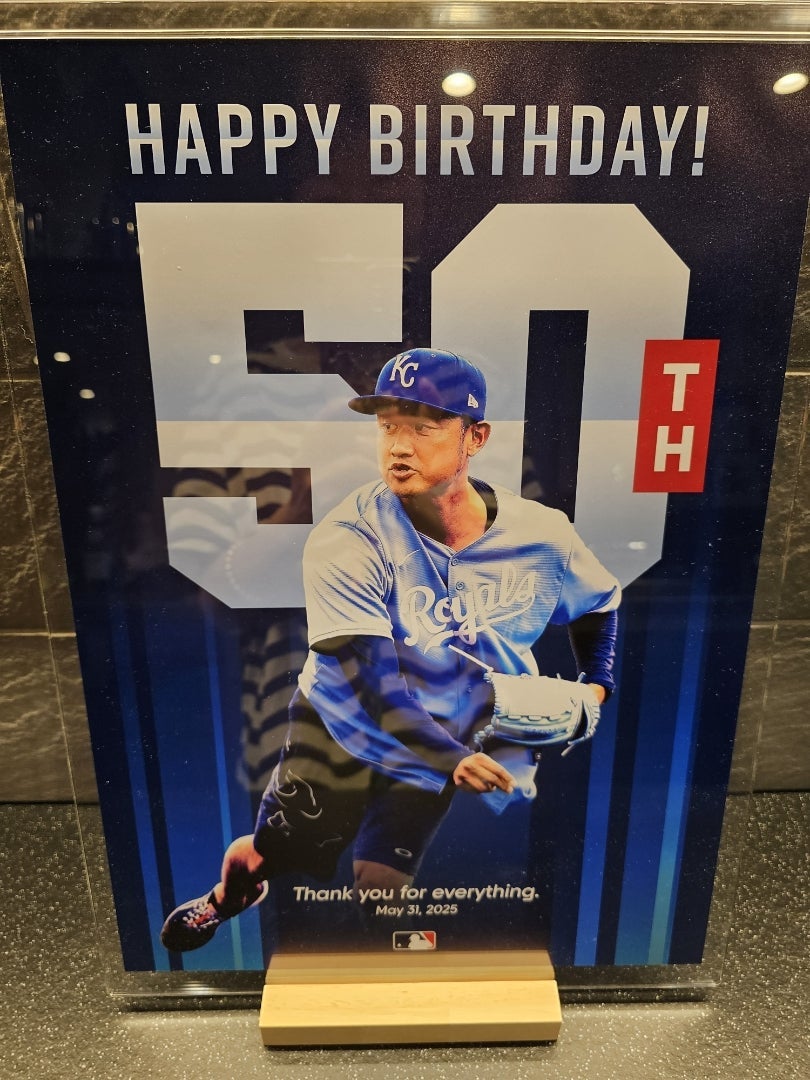 HAPPY BIRTHDAY!
50
TH
KC
Royals
Thank you for everything.
May 31, 2025